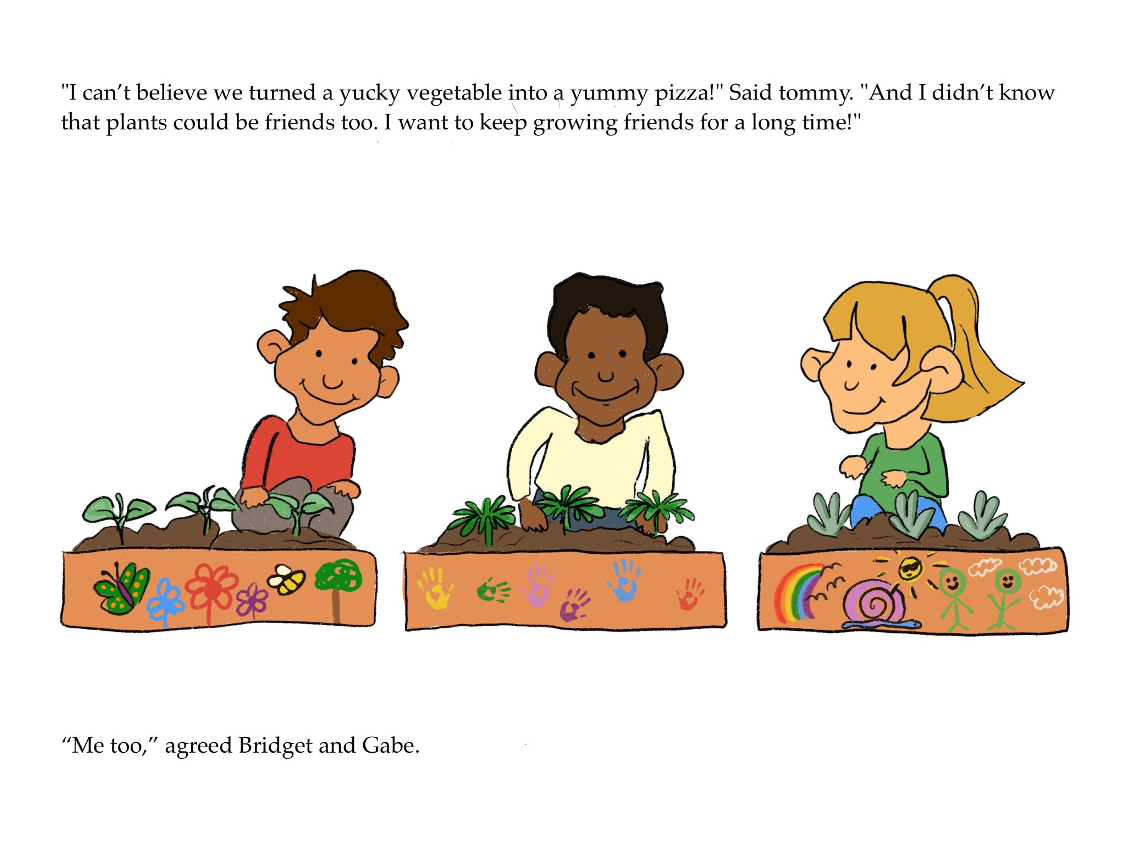 "I can’t believe we turned a yucky vegetable into a yummy pizza!" Said tommy. "And I didn’t know
that plants could be friends too. I want to keep growing friends for a long time!"
“Me too,” agreed Bridget and Gabe.